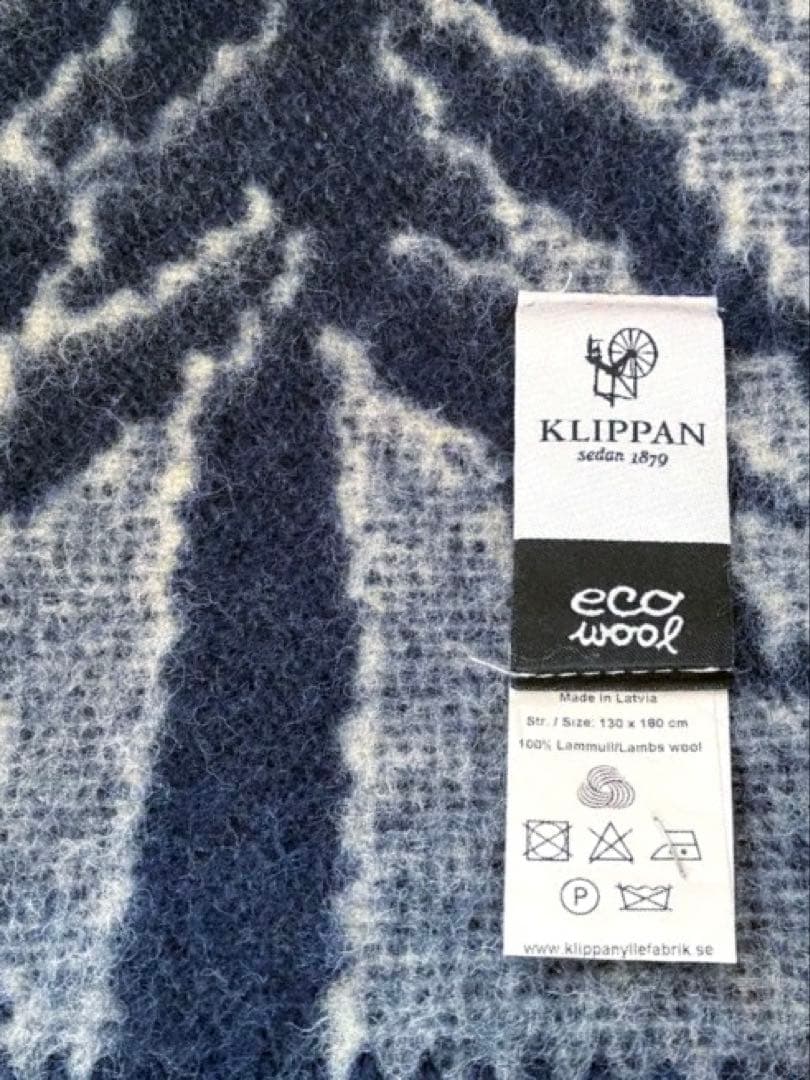 KLIPPAN
sedan 1879
eco
wool
Made in Latvia
Str. / Size: 130 x 180 cm
100% Lammull/Lambs wool
P
www.klippanyllefabrik.se